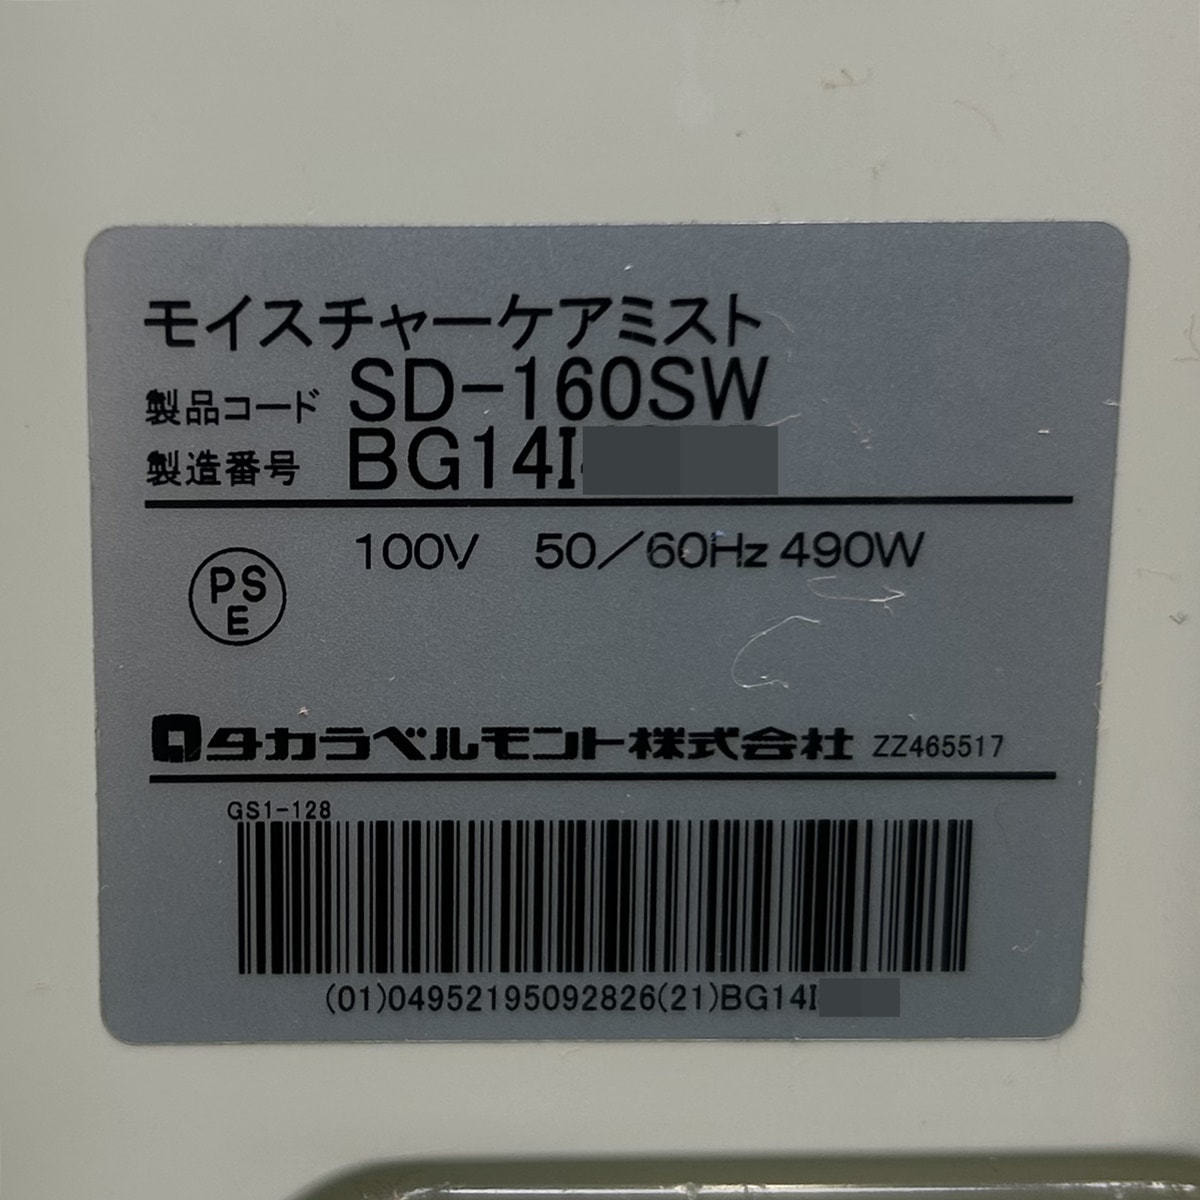 モイスチャーケアミスト
製品コード SD-160SW
製造番号 BG14I
100V 50/60Hz 490W
PS
E
タカラベルモント株式会社 ZZ465517
GS1-128
(01)04952195092826(21)BG14I